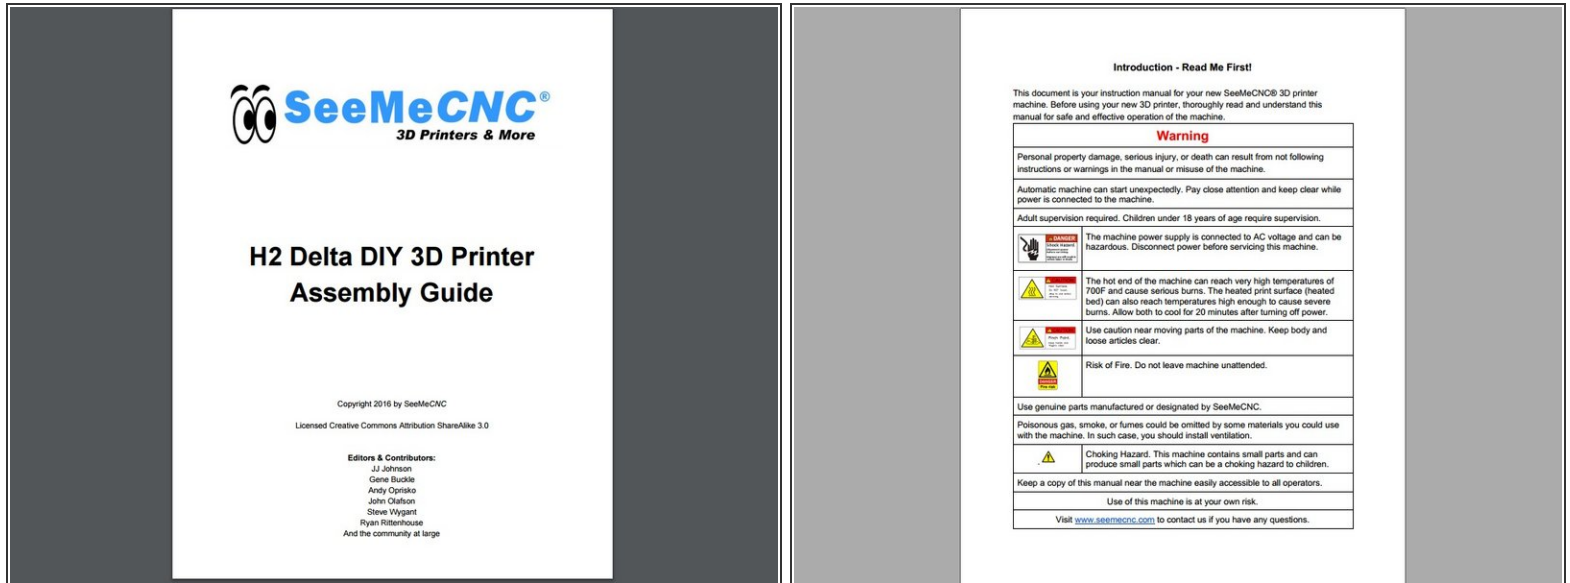 SeeMeCNC®
3D Printers & More
H2 Delta DIY 3D Printer
Assembly Guide
Copyright 2016 by SeeMeCNC
Licensed Creative Commons Attribution ShareAlike 3.0
Editors & Contributors:
JJ Johnson
Gene Buckle
Andy Oprisko
John Olafson
Steve Wygant
Ryan Rittenhouse
And the community at large
Introduction - Read Me First!
This document is your instruction manual for your new SeeMeCNC® 3D printer
machine. Before using your new 3D printer, thoroughly read and understand this
manual for safe and effective operation of the machine.
Warning
Personal property damage, serious injury, or death can result from not following
instructions or warnings in the manual or misuse of the machine.
Automatic machine can start unexpectedly. Pay close attention and keep clear while
power is connected to the machine.
Adult supervision required. Children under 18 years of age require supervision.
DANGER
The machine power supply is connected to AC voltage and can be
hazardous. Disconnect power before servicing this machine.
The hot end of the machine can reach very high temperatures of
700F and cause serious burns. The heated print surface (heated
bed) can also reach temperatures high enough to cause severe
burns. Allow both to cool for 20 minutes after turning off power.
Use caution near moving parts of the machine. Keep body and
loose articles clear.
Risk of Fire. Do not leave machine unattended.
Use genuine parts manufactured or designated by SeeMeCNC.
Poisonous gas, smoke, or fumes could be omitted by some materials you could use
with the machine. In such case, you should install ventilation.
Choking Hazard. This machine contains small parts and can
produce small parts which can be a choking hazard to children.
Keep a copy of this manual near the machine easily accessible to all operators.
Use of this machine is at your own risk.
Visit www.seemecnc.com to contact us if you have any questions.